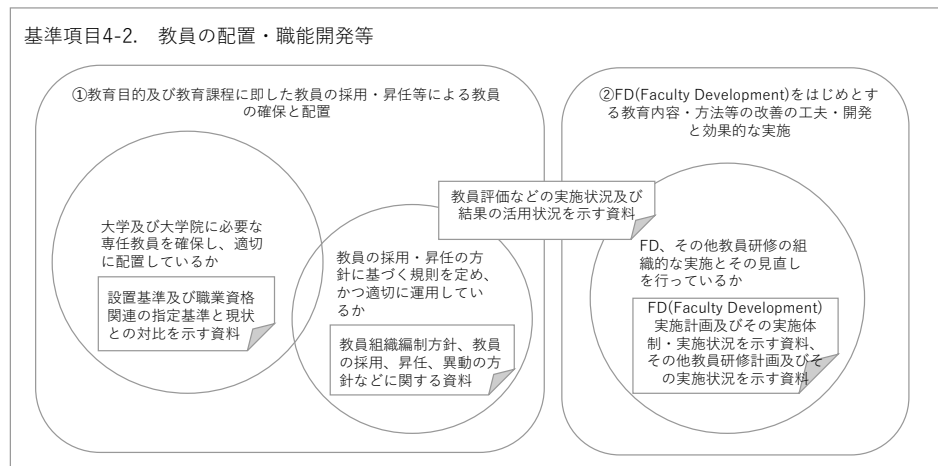 基準項目4-2. 教員の配置・職能開発等
①教育目的及び教育課程に即した教員の採用・昇任等による教員
の確保と配置
大学及び大学院に必要な
専任教員を確保し、適切
に配置しているか
設置基準及び職業資格
関連の指定基準と現状
との対比を示す資料
教員の採用・昇任の方
針に基づく規則を定め、
かつ適切に運用してい
るか
教員組織編制方針、教員
の採用、昇任、異動の方
針などに関する資料
教員評価などの実施状況及び
結果の活用状況を示す資料
②FD(Faculty Development)をはじめとす
る教育内容・方法等の改善の工夫・開発
と効果的な実施
FD、その他教員研修の組
織的な実施とその見直し
を行っているか
FD(Faculty Development)
実施計画及びその実施体
制・実施状況を示す資料、
その他教員研修計画及びそ
の実施状況を示す資料